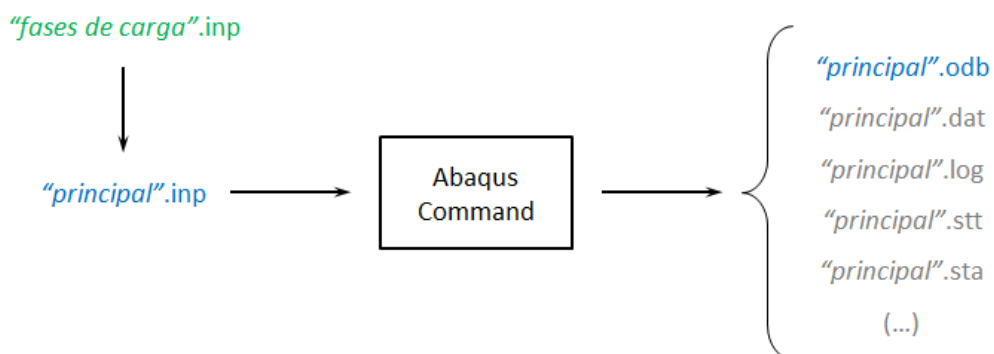 “fases de carga”.inp
“principal”.inp
Abaqus
Command
“principal”.odb
“principal”.dat
“principal”.log
“principal”.stt
“principal”.sta
(...)